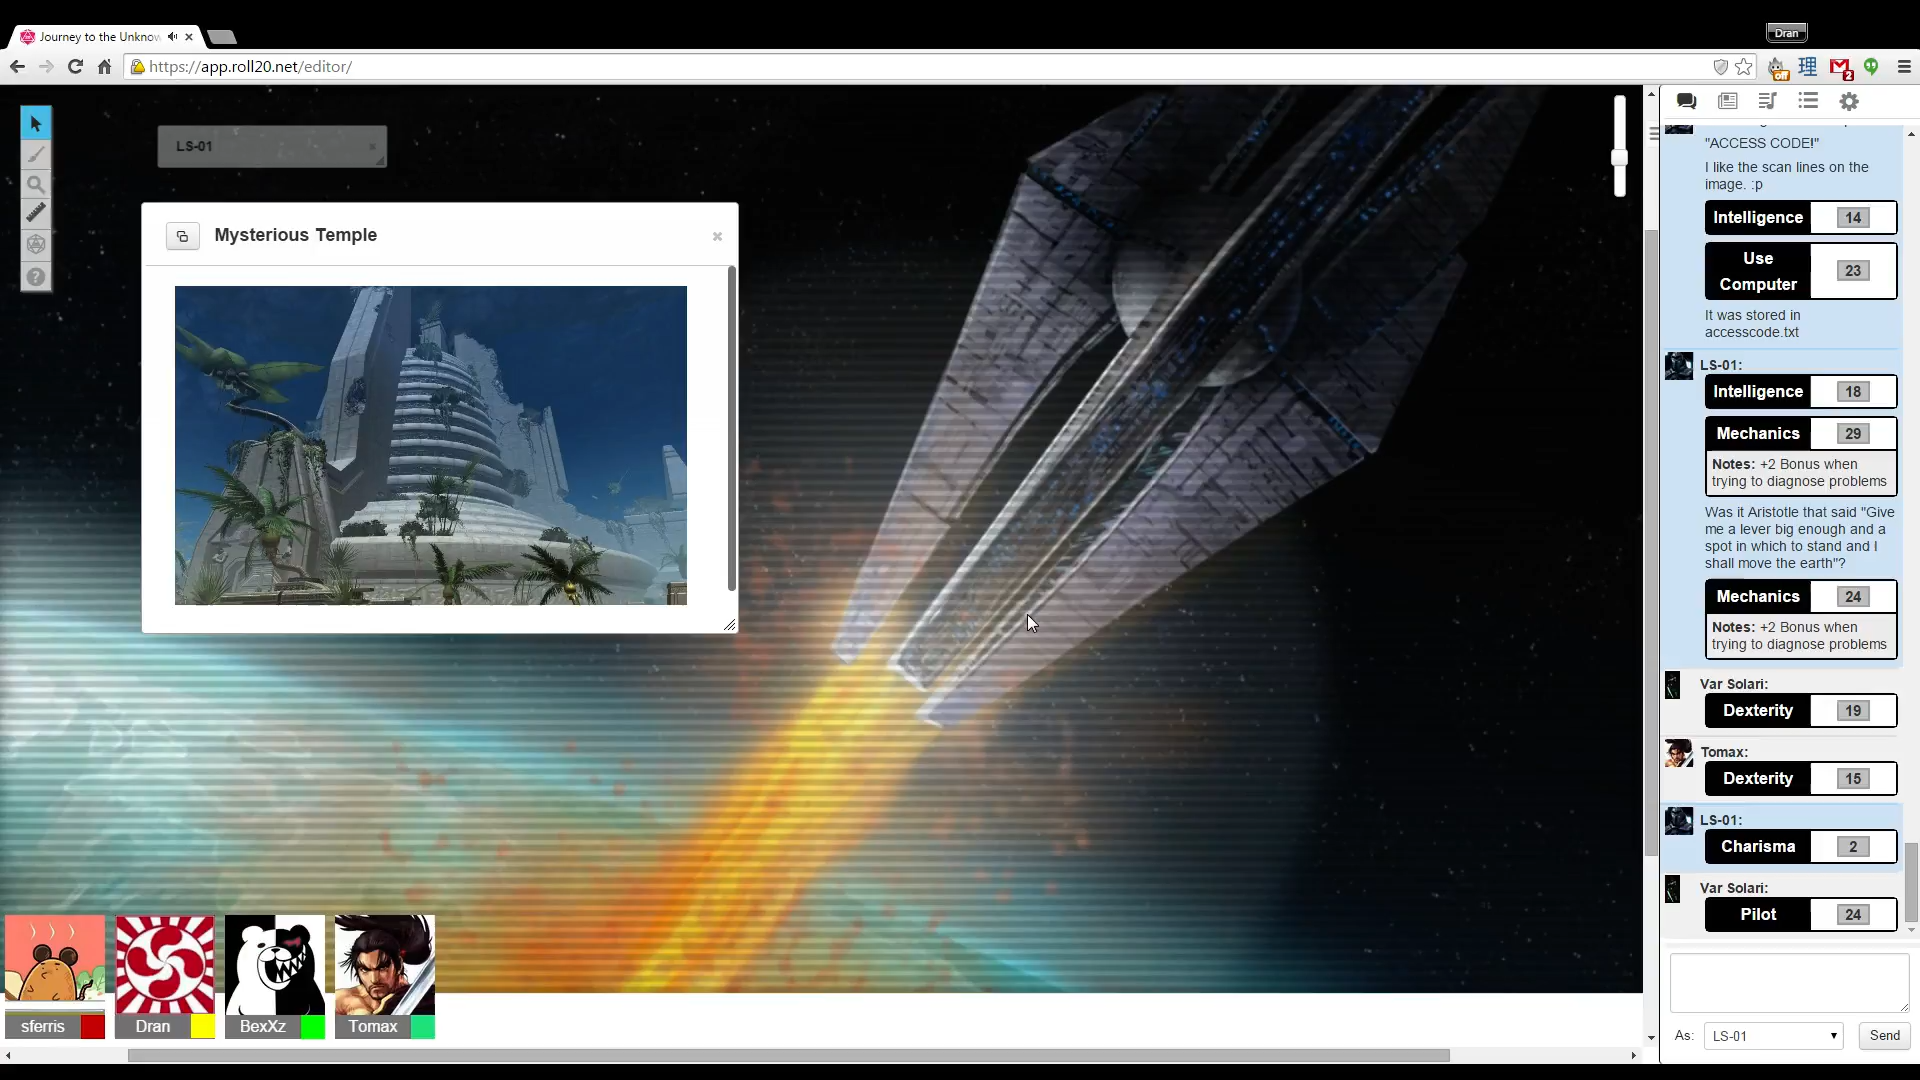 Journey to the Unknow
Dran
https://app.roll20.net/editor/
off
理
2
LS-01
Mysterious Temple
"ACCESS CODE!"
I like the scan lines on the
image. :p
Intelligence 14
Use
Computer 23
It was stored in
accesscode.txt
LS-01:
Intelligence 18
Mechanics 29
Notes: +2 Bonus when
trying to diagnose problems
Was it Aristotle that said "Give
me a lever big enough and a
spot in which to stand and I
shall move the earth"?
Mechanics 24
Notes: +2 Bonus when
trying to diagnose problems
Var Solari:
Dexterity 19
Tomax:
Dexterity 15
LS-01:
Charisma 2
Var Solari:
Pilot 24
sferris
Dran
BexXz
Tomax
As: LS-01 Send